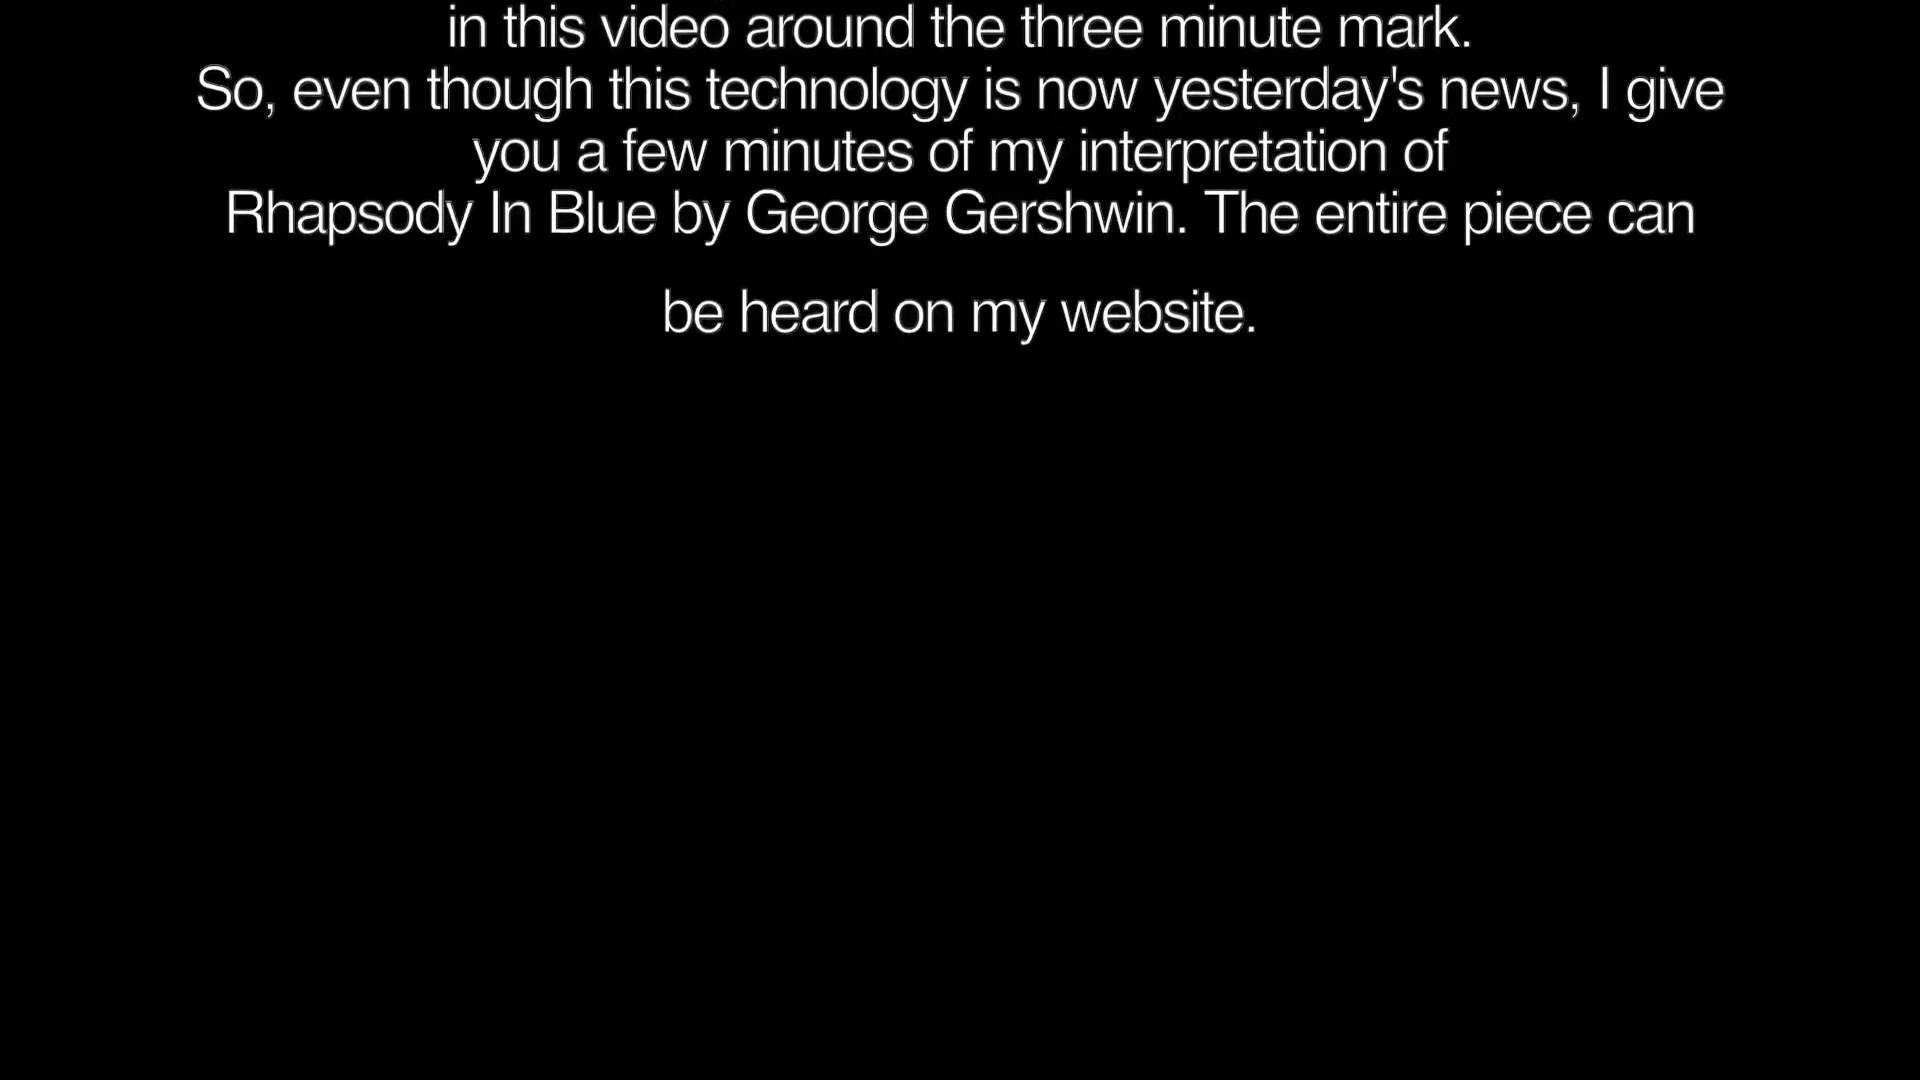 in this video around the three minute mark.
So, even though this technology is now yesterday's news, I give
you a few minutes of my interpretation of
Rhapsody In Blue by George Gershwin. The entire piece can
be heard on my website.